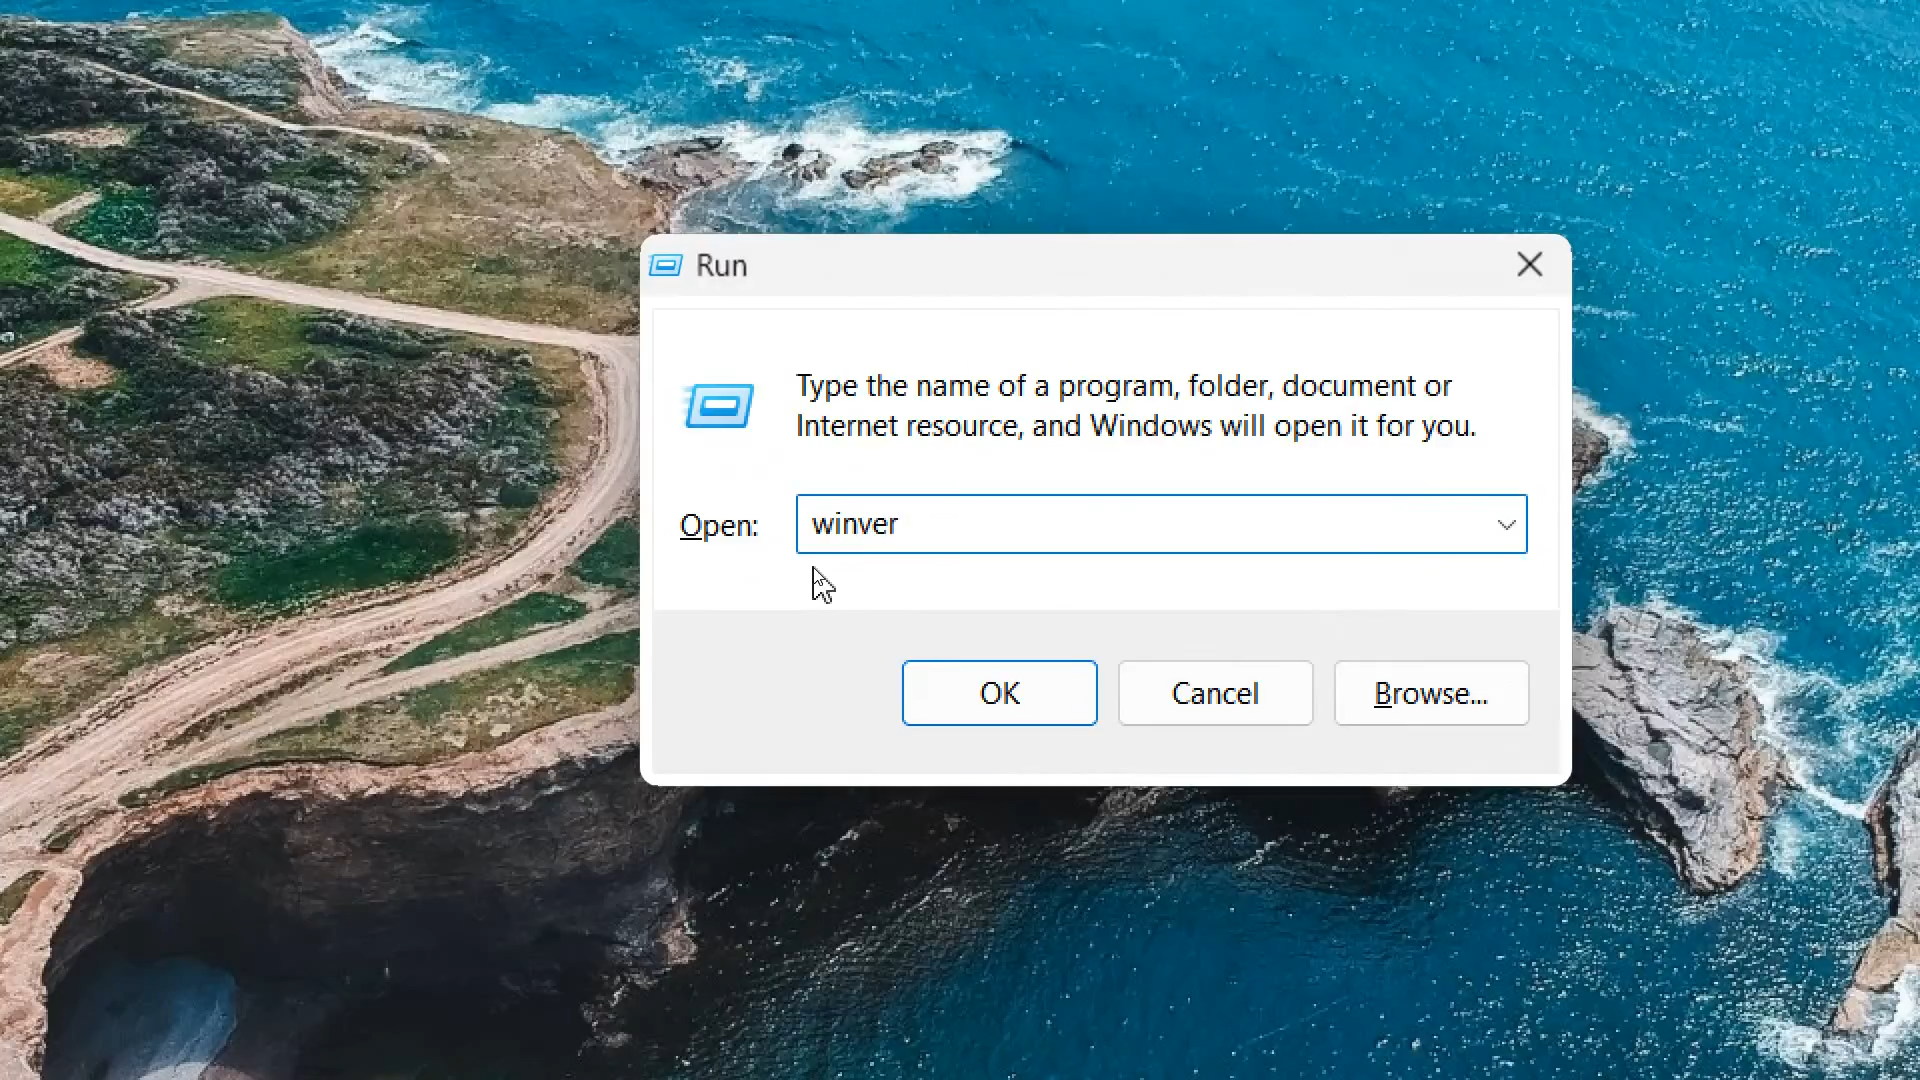 Run
Type the name of a program, folder, document or
Internet resource, and Windows will open it for you.
Open:
winver
OK
Cancel
Browse...